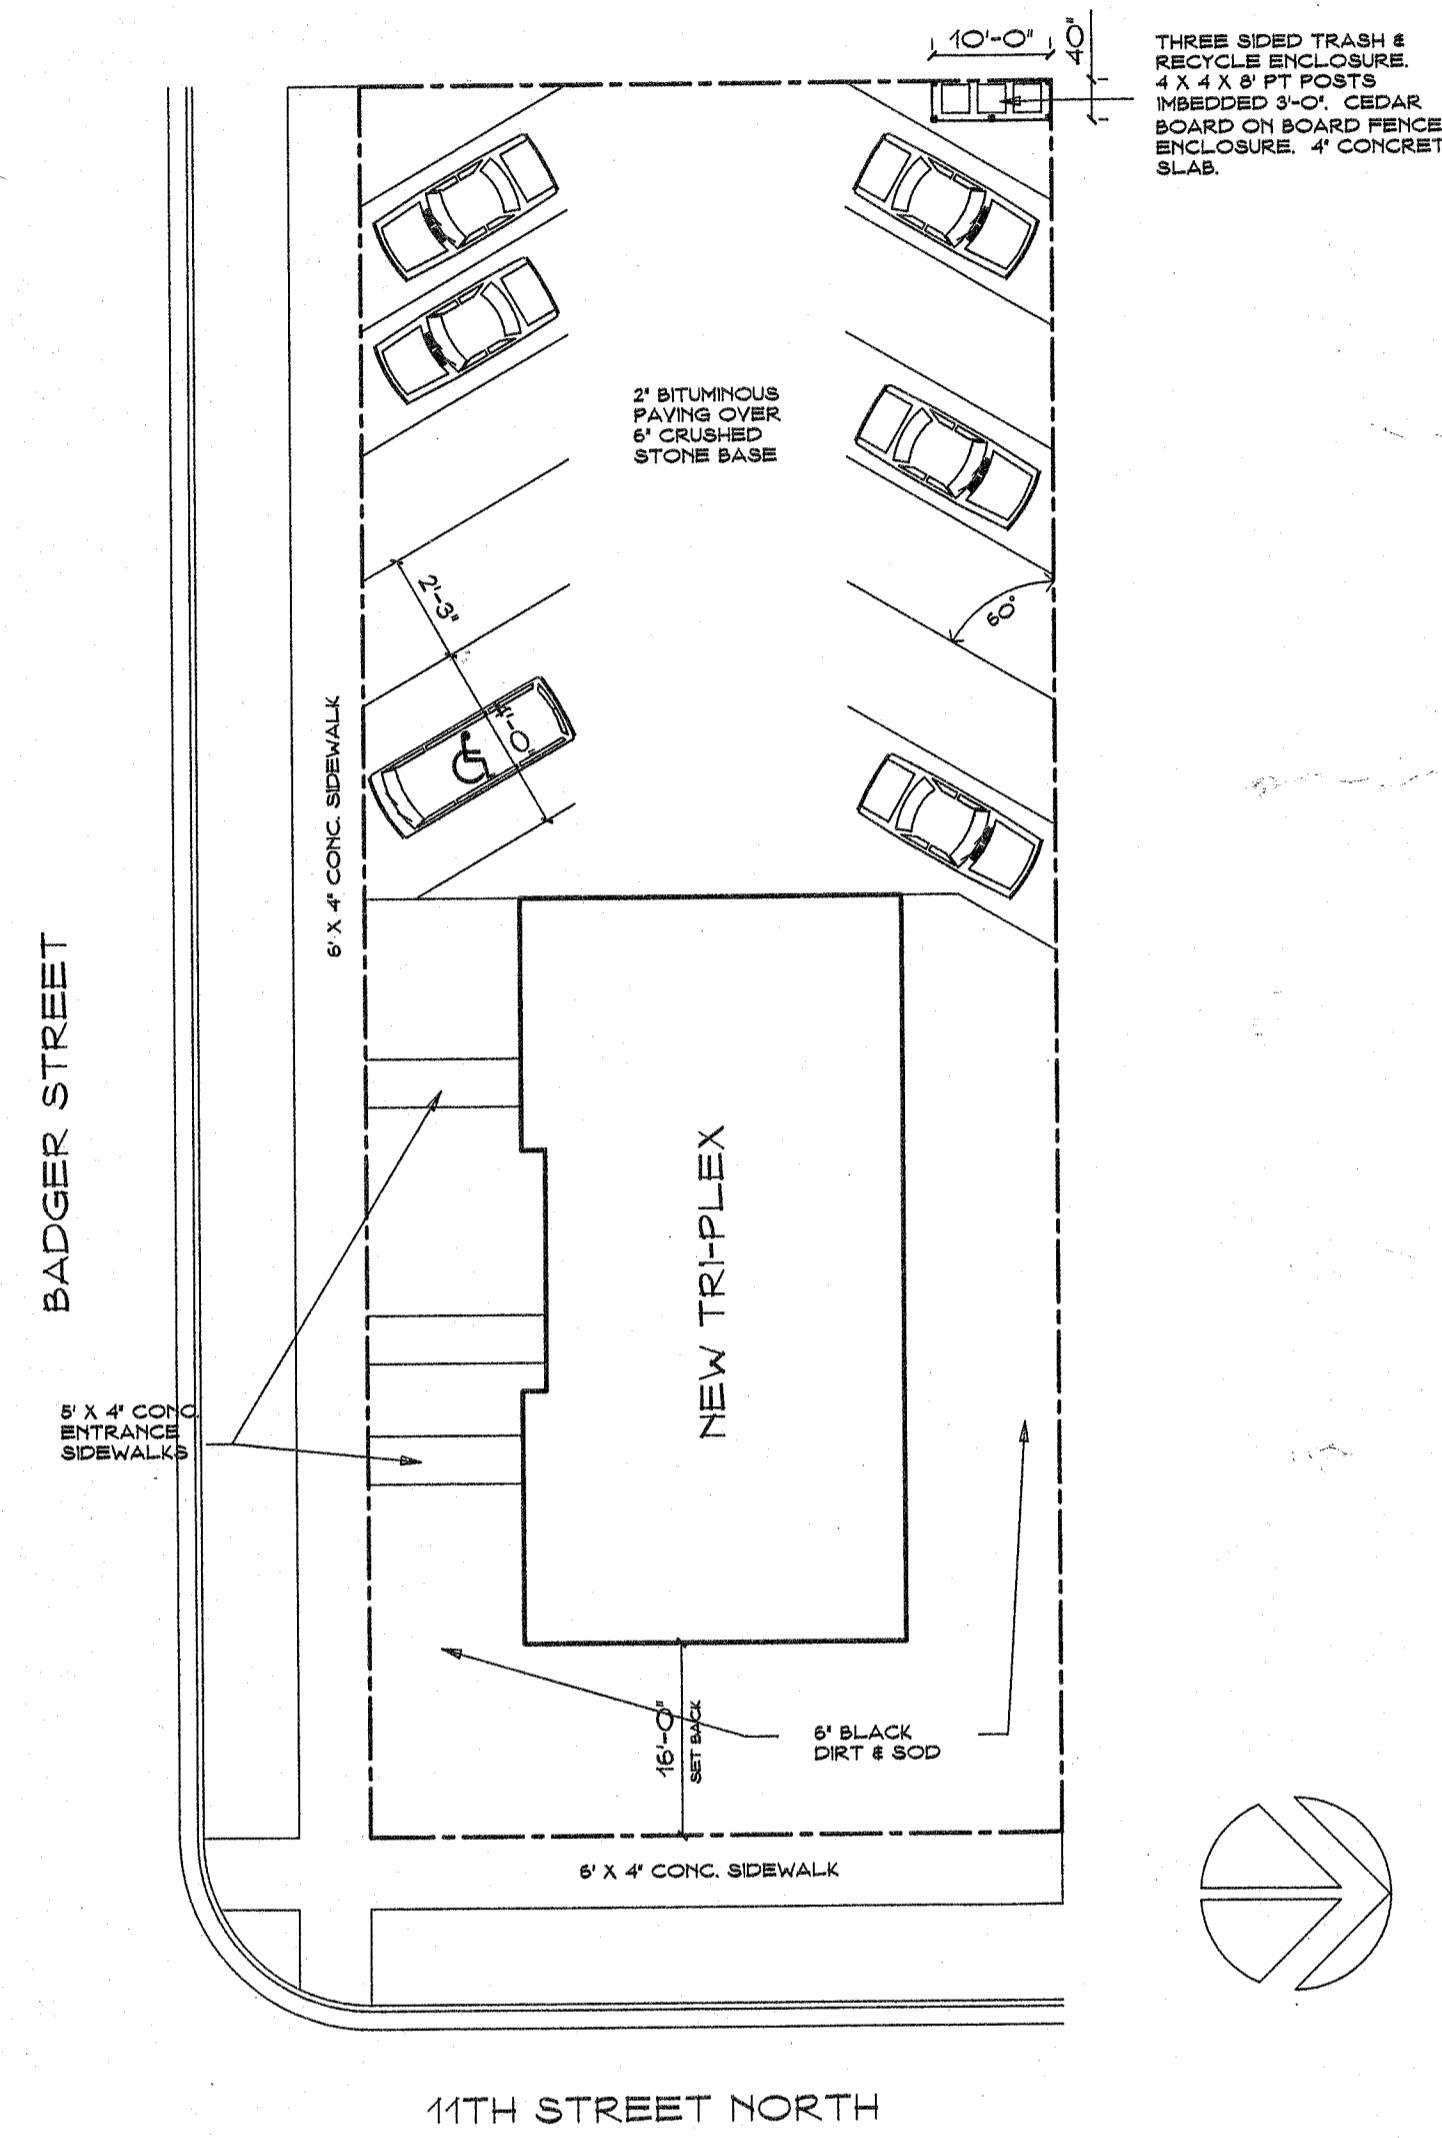 10'-0"
4'0"
THREE SIDED TRASH &
RECYCLE ENCLOSURE.
4 X 4 X 8' PT POSTS
IMBEDDED 3'-0". CEDAR
BOARD ON BOARD FENCE
ENCLOSURE. 4" CONCRET
SLAB.
2" BITUMINOUS
PAVING OVER
6" CRUSHED
STONE BASE
2'-3"
60°
6' X 4" CONC. SIDEWALK
BADGER STREET
NEW TRI-PLEX
5' X 4" CONC.
ENTRANCE
SIDEWALKS
16'-0"
SET BACK
6" BLACK
DIRT & SOD
6' X 4" CONC. SIDEWALK
11TH STREET NORTH